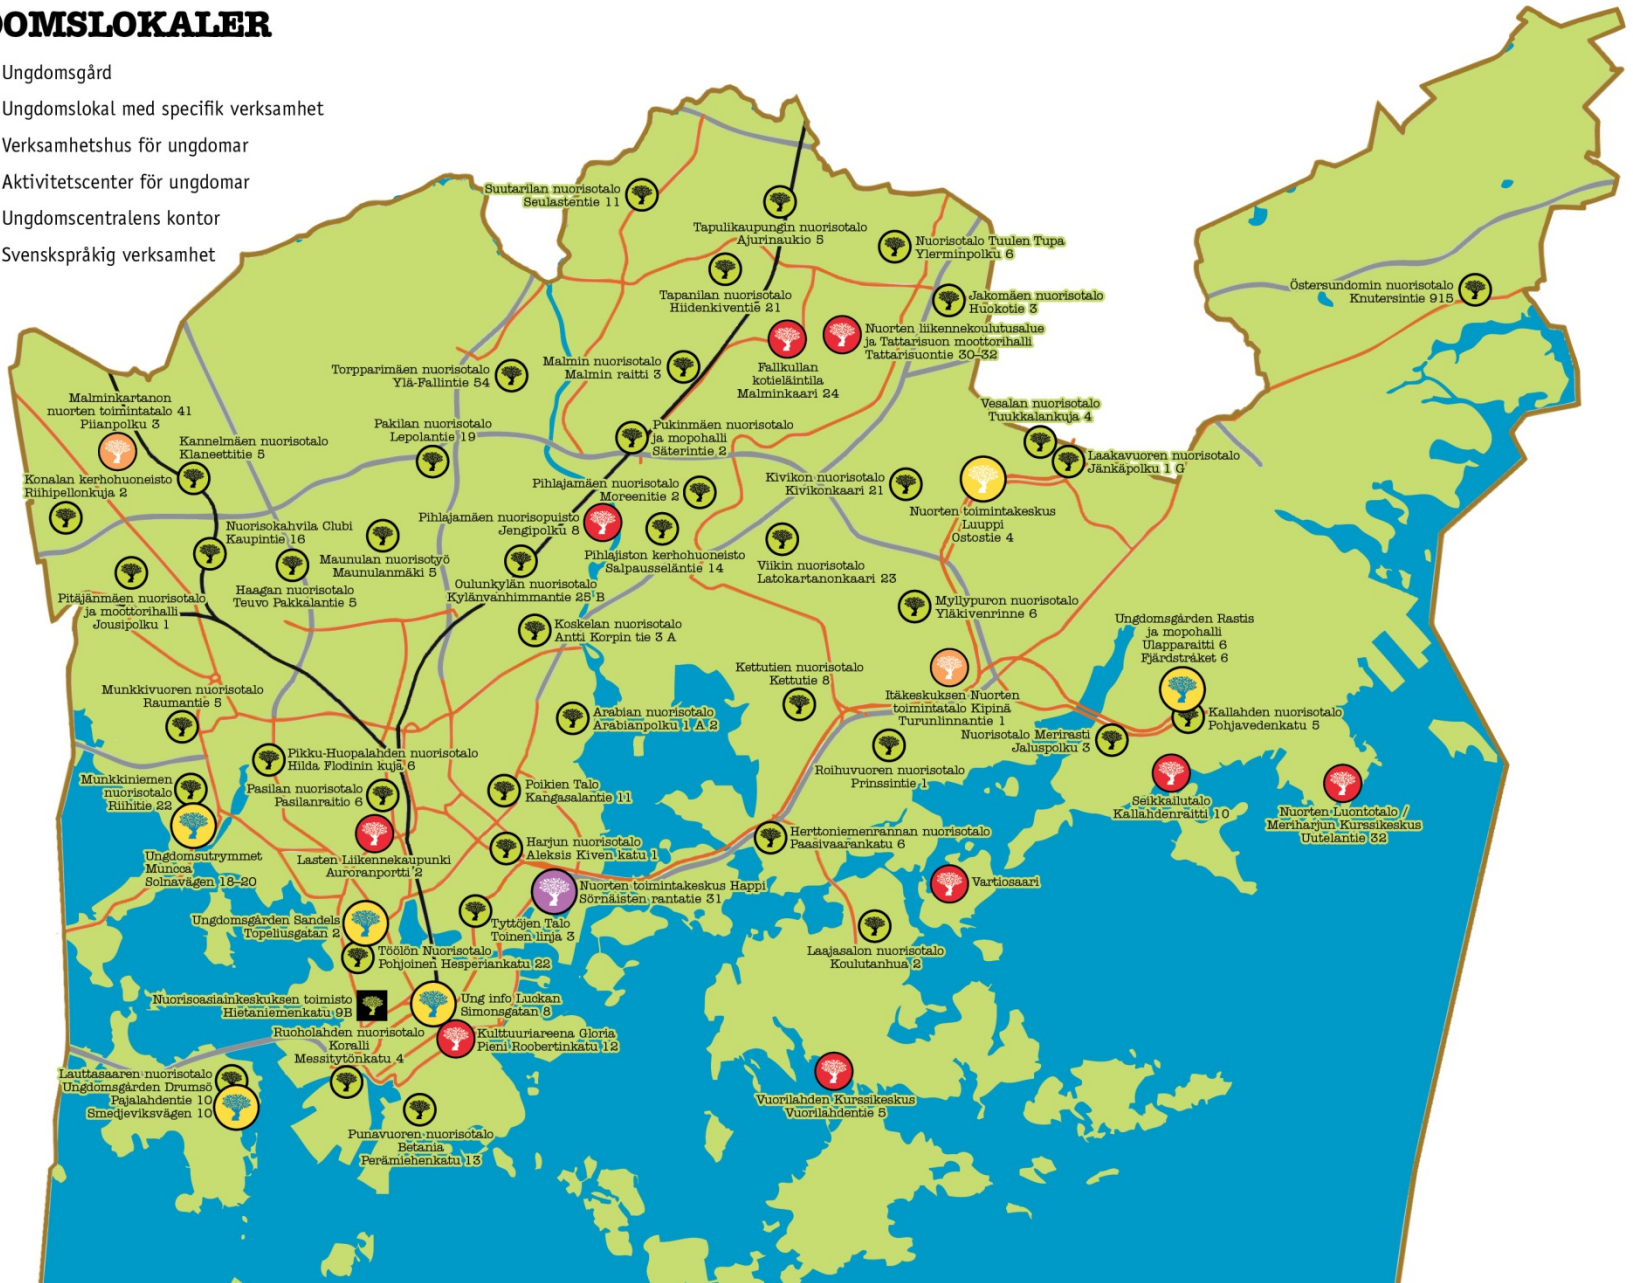 DOMSLOKALER
Ungdomsgård
Ungdomslokal med specifik verksamhet
Verksamhetshus för ungdomar
Aktivitetscenter för ungdomar
Ungdomscentralens kontor
Svenskspråkig verksamhet
Suutarilan nuorisotalo
Seulastentie 11
Tapulikaupungin nuorisotalo
Ajurinaukio 5
Nuorisotalo Tuulen Tupa
Ylerminpolku 6
Tapanilan nuorisotalo
Hiidenkiventie 21
Jakomäen nuorisotalo
Huokotie 3
Östersundomin nuorisotalo
Knutersintie 915
Nuorten liikennekoulutusalue
ja Tattarisuon moottorihalli
Tattarisuontie 30-32
Fallkullan
kotieläintila
Malminkaari 24
Malmin nuorisotalo
Malmin raitti 3
Torpparimäen nuorisotalo
Ylä-Fallintie 54
Malminkartanon
nuorten toimintatalo 41
Piianpolku 3
Kannelmäen nuorisotalo
Klaneettitie 5
Pakilan nuorisotalo
Lepolantie 19
Pukinmäen nuorisotalo
ja mopohalli
Säterintie 2
Vesalan nuorisotalo
Tuukkalankuja 4
Laakavuoren nuorisotalo
Jänkäpolku 1 G
Konalan kerhohuoneisto
Riihipellonkuja 2
Pihlajamäen nuorisotalo
Moreenitie 2
Kivikon nuorisotalo
Kivikonkaari 21
Nuorten toimintakeskus
Luuppi
Ostostie 4
Pihlajamäen nuorisopuisto
Jengipolku 8
Nuorisokahvila Clubi
Kaupintie 16
Maunulan nuorisotyö
Maunulanmäki 5
Pihlajiston kerhohuoneisto
Salpausseläntie 14
Viikin nuorisotalo
Latokartanonkaari 23
Haagan nuorisotalo
Teuvo Pakkalantie 5
Oulunkylän nuorisotalo
Kylänvanhimmantie 25 B
Pitäjänmäen nuorisotalo
ja moottorihalli
Jousipolku 1
Myllypuron nuorisotalo
Yläkivenrinne 6
Koskelan nuorisotalo
Antti Korpin tie 3 A
Ungdomsgården Rastis
ja mopohalli
Ulapparaitti 6
Fjärdstråket 6
Kettutien nuorisotalo
Kettutie 8
Itäkeskuksen Nuorten
toimintatalo Kipinä
Turunlinnantie 1
Munkkivuoren nuorisotalo
Raumantie 5
Arabian nuorisotalo
Arabianpolku 1 A 2
Kallahden nuorisotalo
Pohjavedenkatu 5
Nuorisotalo Merirasti
Jaluspolku 3
Pikku-Huopalahden nuorisotalo
Hilda Flodinin kuja 6
Roihuvuoren nuorisotalo
Prinssintie 1
Munkkiniemen
nuorisotalo
Riihitie 22
Pasilan nuorisotalo
Pasilanraitio 6
Poikien Talo
Kangasalantie 11
Seikkailutalo
Kallahdenraitti 10
Nuorten Luontotalo /
Meriharjun Kurssikeskus
Uutelantie 32
Herttoniemenrannan nuorisotalo
Paasivaarankatu 6
Harjun nuorisotalo
Aleksis Kiven katu 1
Ungdomsutrymmet
Muncca
Solnavägen 18-20
Lasten Liikennekaupunki
Auroranportti 2
Nuorten toimintakeskus Happi
Sörnäisten rantatie 31
Vartiosaari
Ungdomsgården Sandels
Topeliusgatan 2
Tyttöjen Talo
Toinen linja 3
Töölön Nuorisotalo
Pohjoinen Hesperiankatu 22
Laajasalon nuorisotalo
Koulutanhua 2
Nuorisoasiainkeskuksen toimisto
Hietaniemenkatu 9B
Ung info Luckan
Simonsgatan 8
Ruoholahden nuorisotalo
Koralli
Messitytönkatu 4
Kulttuuriareena Gloria
Pieni Roobertinkatu 12
Lauttasaaren nuorisotalo
Ungdomsgården Drumsö
Pajalahdentie 10
Smedjeviksvägen 10
Vuorilahden Kurssikeskus
Vuorilahdentie 5
Punavuoren nuorisotalo
Betania
Perämiehenkatu 13